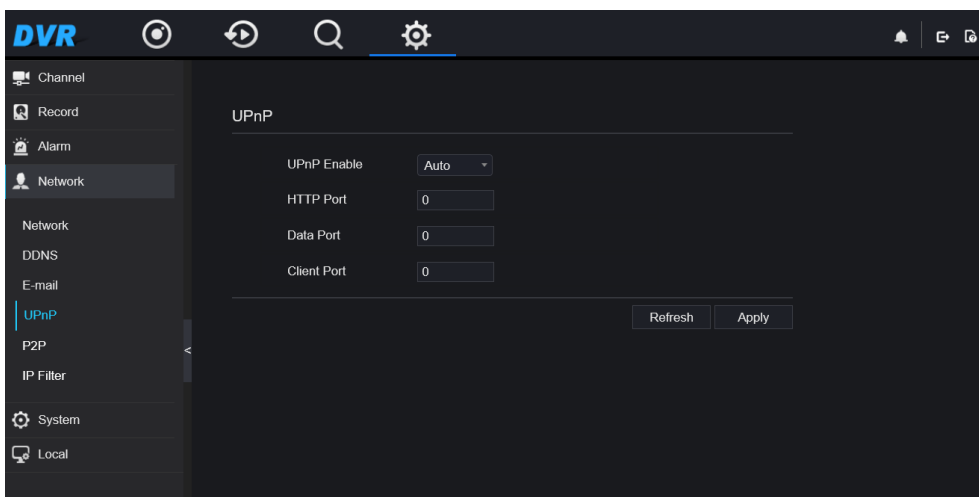 DVR
Channel
Record
Alarm
Network
Network
DDNS
E-mail
UPnP
P2P
IP Filter
System
Local
<
UPnP
UPnP Enable Auto
HTTP Port 0
Data Port 0
Client Port 0
Refresh Apply